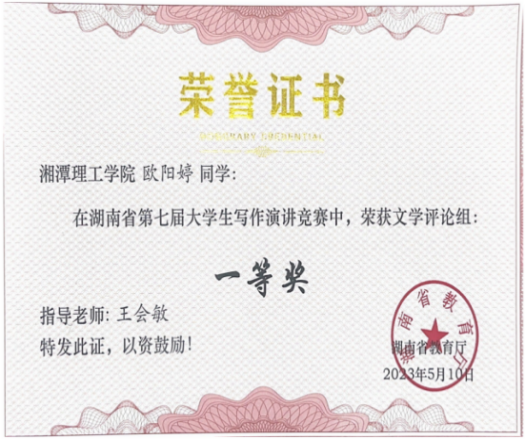 荣誉证书
HONORARY CREDENTIAL
湘潭理工学院 欧阳婷 同学:
在湖南省第七届大学生写作演讲竞赛中，荣获文学评论组:
一等奖
指导老师: 王会敏
特发此证，以资鼓励!
湖南省教育厅
湖南省教育厅
2023年5月10日